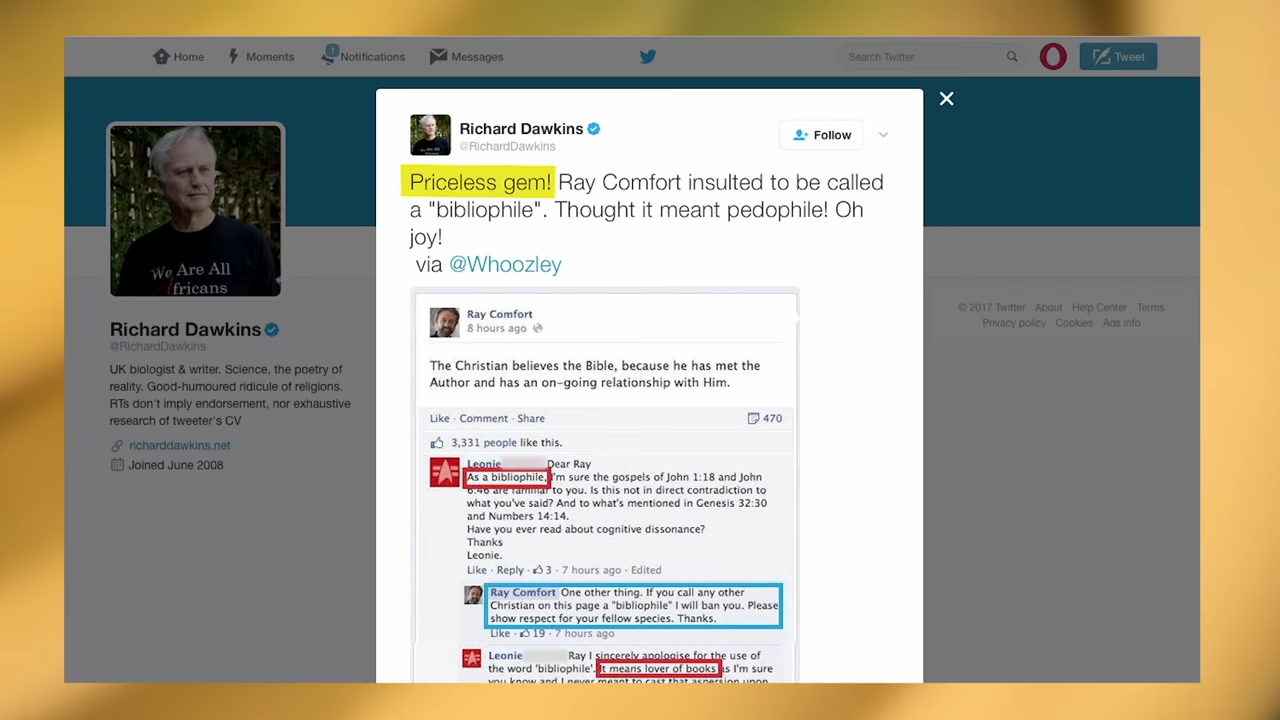 Home Moments 1 Notifications Messages Search Twitter Tweet
Richard Dawkins
@RichardDawkins
Follow
Priceless gem! Ray Comfort insulted to be called
a "bibliophile". Thought it meant pedophile! Oh
joy!
via @Whoozley
Ray Comfort
8 hours ago
The Christian believes the Bible, because he has met the
Author and has an on-going relationship with Him.
Like · Comment · Share 470
3,331 people like this.
Leonie Dear Ray
As a bibliophile, I'm sure the gospels of John 1:18 and John
6:46 are familiar to you. Is this not in direct contradiction to
what you've said? And to what's mentioned in Genesis 32:30
and Numbers 14:14.
Have you ever read about cognitive dissonance?
Thanks
Leonie.
Like · Reply · 3 · 7 hours ago · Edited
Ray Comfort One other thing. If you call any other
Christian on this page a "bibliophile" I will ban you. Please
show respect for your fellow species. Thanks.
Like · 19 · 7 hours ago
Leonie Ray I sincerely apologise for the use of
the word 'bibliophile'. It means lover of books as I'm sure
you know and I never meant to cast that aspersion upon
We Are All
Africans
Richard Dawkins
@RichardDawkins
UK biologist & writer. Science, the poetry of
reality. Good-humoured ridicule of religions.
RTs don't imply endorsement, nor exhaustive
research of tweeter's CV
richarddawkins.net
Joined June 2008
© 2017 Twitter About Help Center Terms
Privacy policy Cookies Ads info